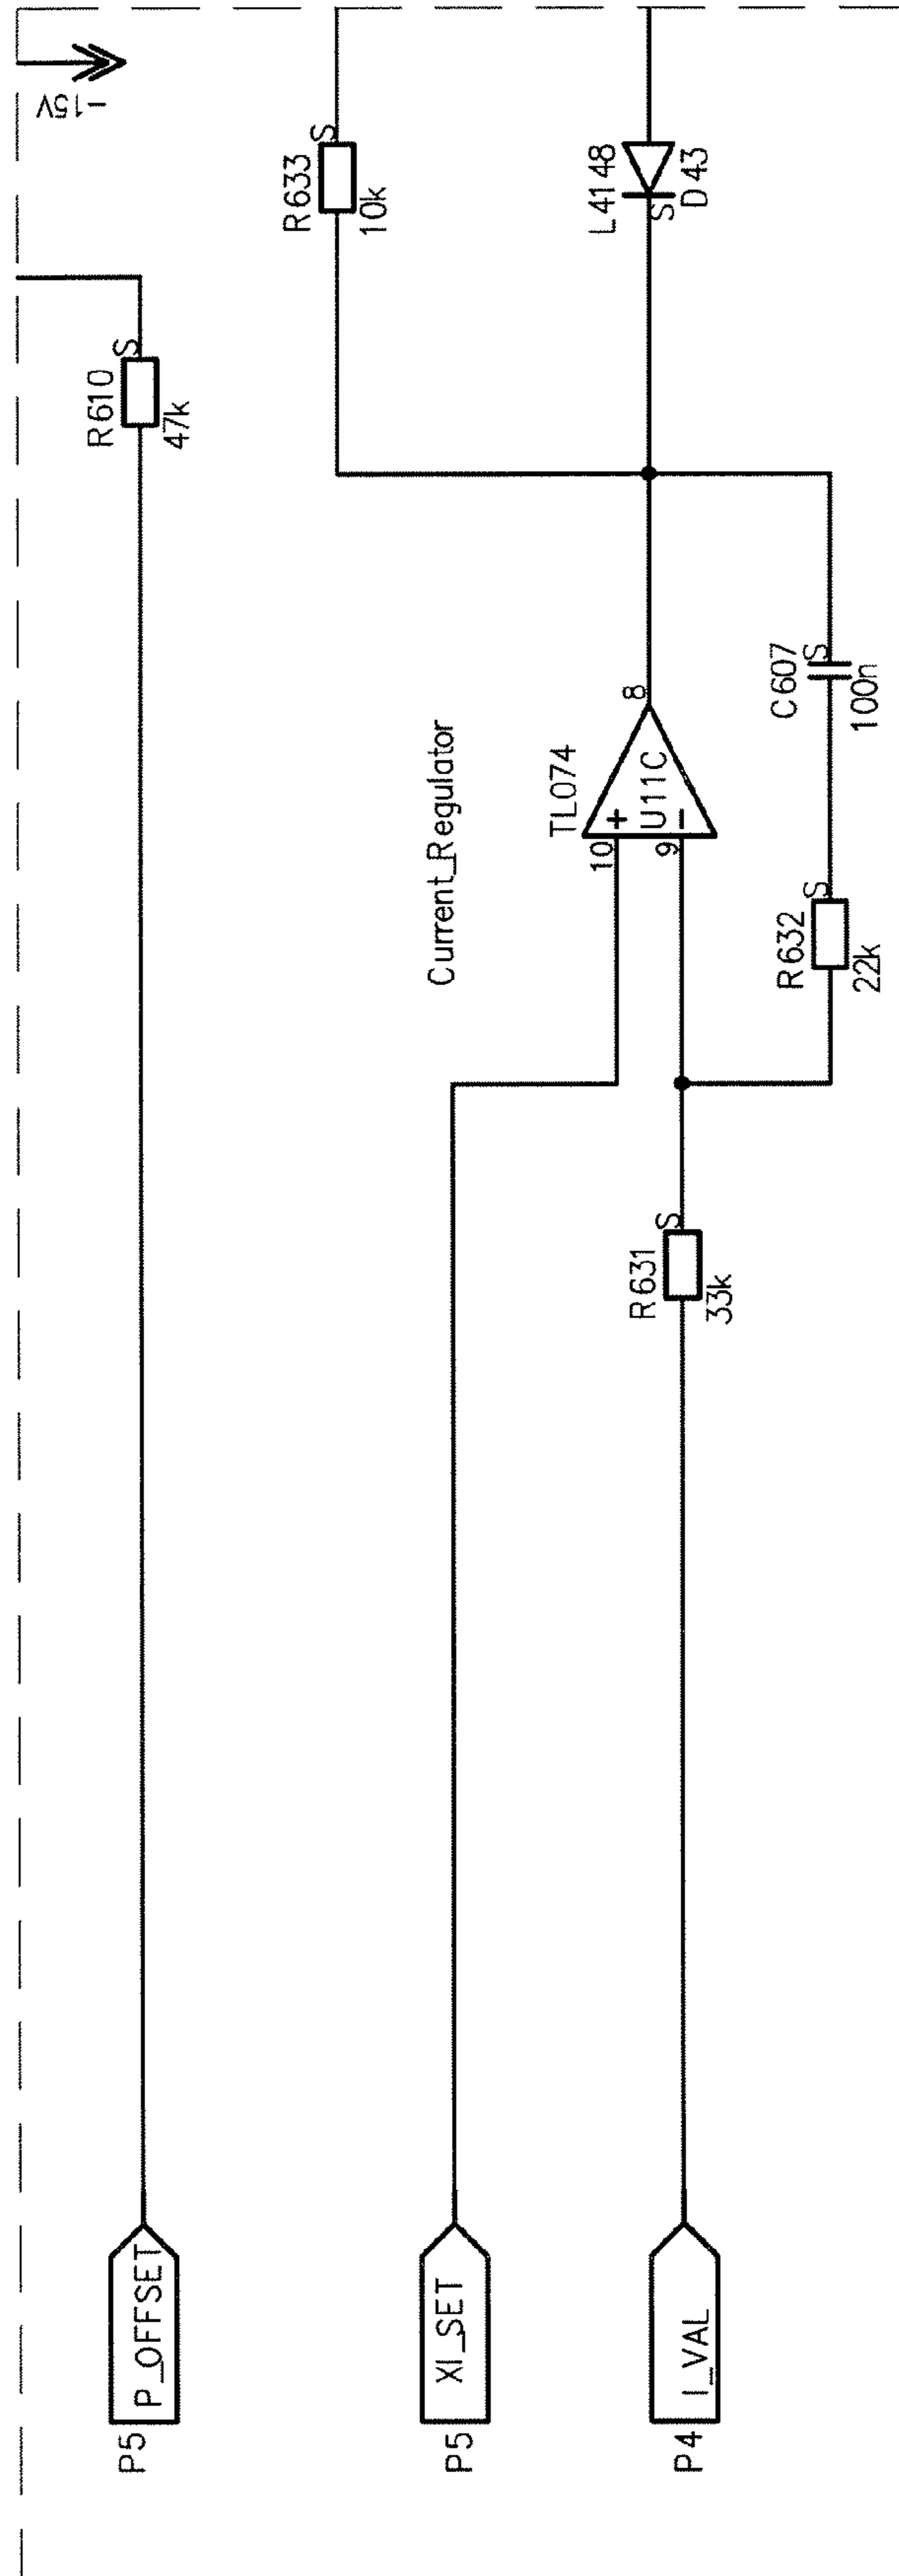 -15V
R610
S
47k
P5
P_OFFSET
R633
S
10k
Current_Regulator
P5
XI_SET
TL074
10
+
U11C
-
9
8
L4148
S
D43
P4
I_VAL
R631
S
33k
R632
S
22k
C607
S
100n